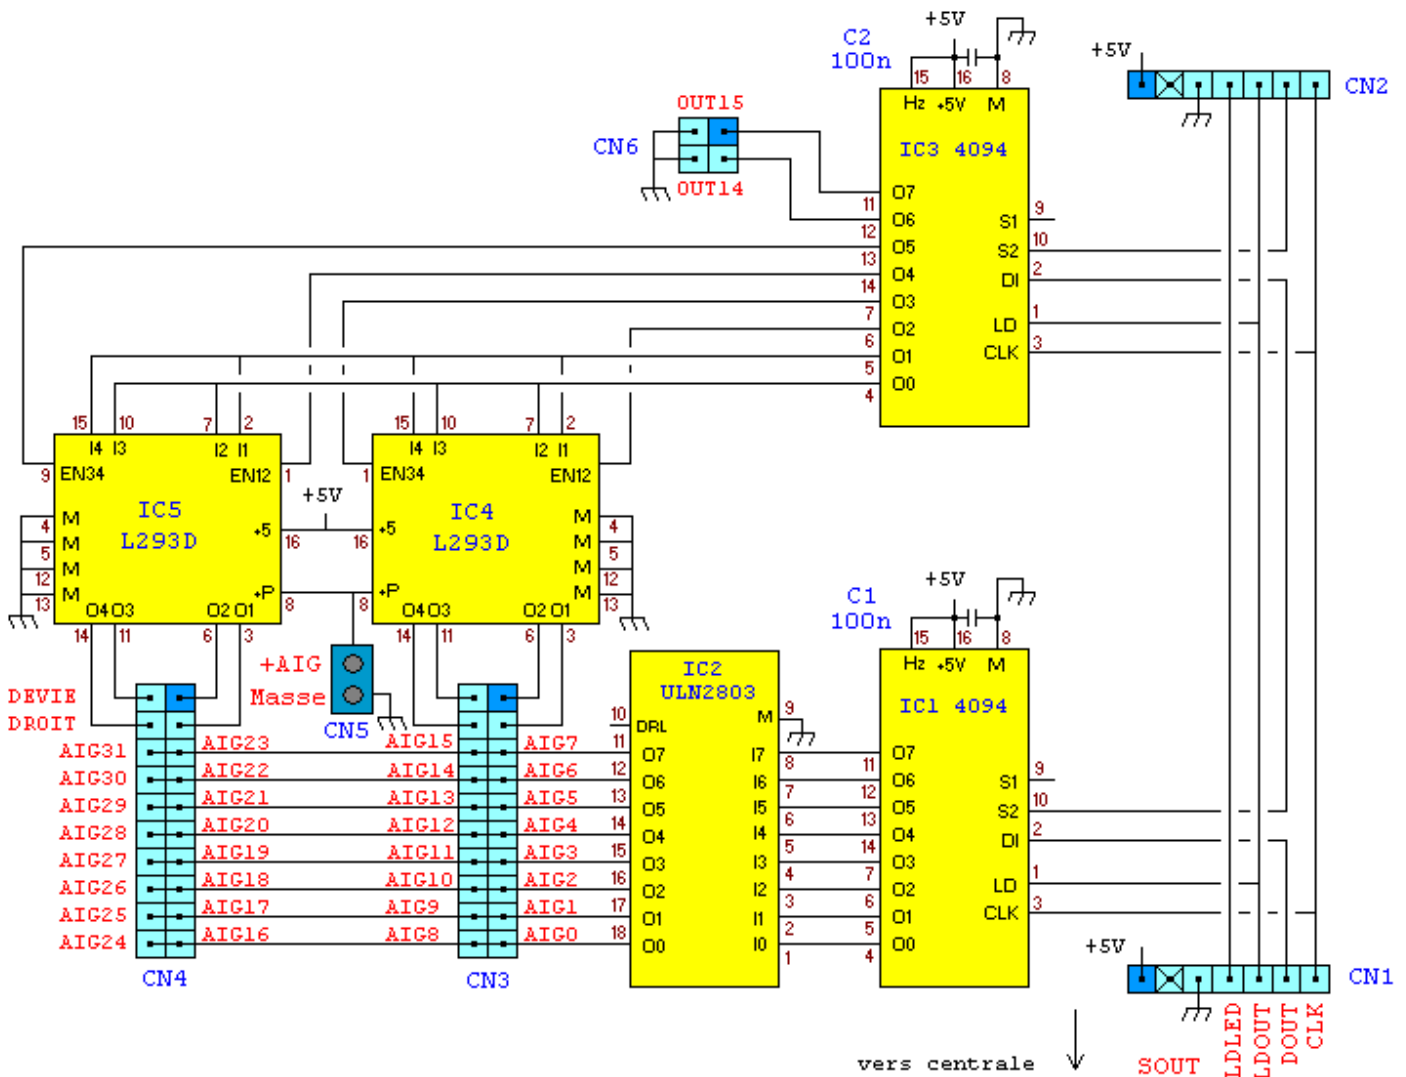 +5V
C2
100n
15 16 8
Hz +5V M
IC3 4094
+5V
CN2
OUT15
CN6
OUT14
O7
11
O6
12
O5
13
O4
14
O3
7
O2
6
O1
5
O0
4
S1 9
S2 10
DI 2
LD 1
CLK 3
15 10 7 2
I4 I3 I2 I1
9 EN34 EN12 1
IC5
L293D
M 4
M 5
M 12
M 13
+5 16
+P 8
O4 O3 O2 O1
14 11 6 3
+5V
15 10 7 2
I4 I3 I2 I1
1 EN34 EN12
IC4
L293D
16 +5
8 +P
M 4
M 5
M 12
M 13
O4 O3 O2 O1
14 11 6 3
+AIG
Masse
CN5
DEVIE
DROIT
AIG31 AIG23 AIG15 AIG7
AIG30 AIG22 AIG14 AIG6
AIG29 AIG21 AIG13 AIG5
AIG28 AIG20 AIG12 AIG4
AIG27 AIG19 AIG11 AIG3
AIG26 AIG18 AIG10 AIG2
AIG25 AIG17 AIG9 AIG1
AIG24 AIG16 AIG8 AIG0
CN4
CN3
IC2
ULN2803
10 DRL M 9
11 O7 I7 8
12 O6 I6 7
13 O5 I5 6
14 O4 I4 5
15 O3 I3 4
16 O2 I2 3
17 O1 I1 2
18 O0 I0 1
+5V
C1
100n
15 16 8
Hz +5V M
IC1 4094
O7
11
O6
12
O5
13
O4
14
O3
7
O2
6
O1
5
O0
4
S1 9
S2 10
DI 2
LD 1
CLK 3
+5V
CN1
LDLED
LDOUT
DOUT
CLK
SOUT
vers centrale